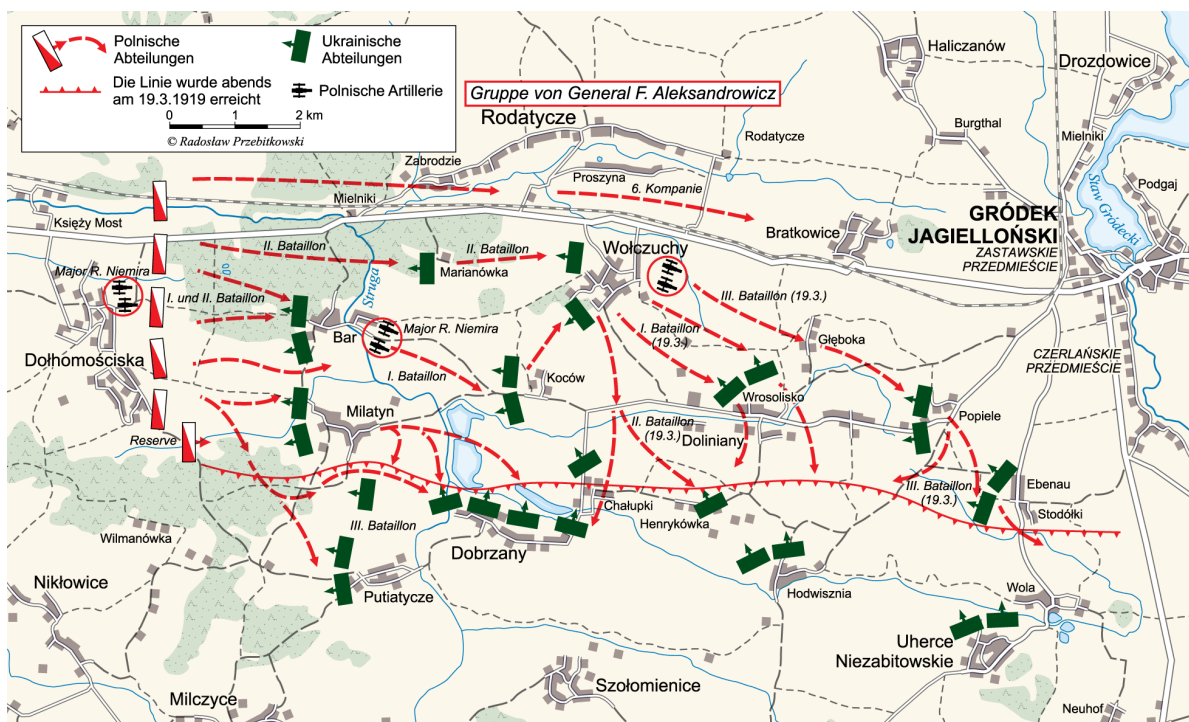 Polnische
Abteilungen
Ukrainische
Abteilungen
Die Linie wurde abends
am 19.3.1919 erreicht
Polnische Artillerie
0 1 2 km
© Radosław Przebitkowski
Gruppe von General F. Aleksandrowicz
Haliczanów
Drozdowice
Rodatycze
Rodatycze
Burgthal
Mielniki
Zabrodzie
Proszyna
Podgaj
Mielniki
6. Kompanie
Staw Gródecki
Księży Most
GRÓDEK
JAGIELLOŃSKI
ZASTAWSKIE
PRZEDMIEŚCIE
Bratkowice
Wołczuchy
II. Bataillon
II. Bataillon
Marianówka
Major R. Niemira
I. und II. Bataillon
Struga
III. Bataillon (19.3.)
Bar
Major R. Niemira
I. Bataillon
(19.3.)
Głęboka
Dołhomościska
CZERLAŃSKIE
PRZEDMIEŚCIE
I. Bataillon
Koców
Wrosolisko
Milatyn
Popiele
Reserve
II. Bataillon
(19.3.)
Doliniany
Ebenau
III. Bataillon
(19.3.)
Chałupki
Henrykówka
Stodółki
III. Bataillon
Wilmanówka
Dobrzany
Nikłowice
Putiatycze
Hodwisznia
Wola
Uherce
Niezabitowskie
Szołomienice
Milczyce
Neuhof